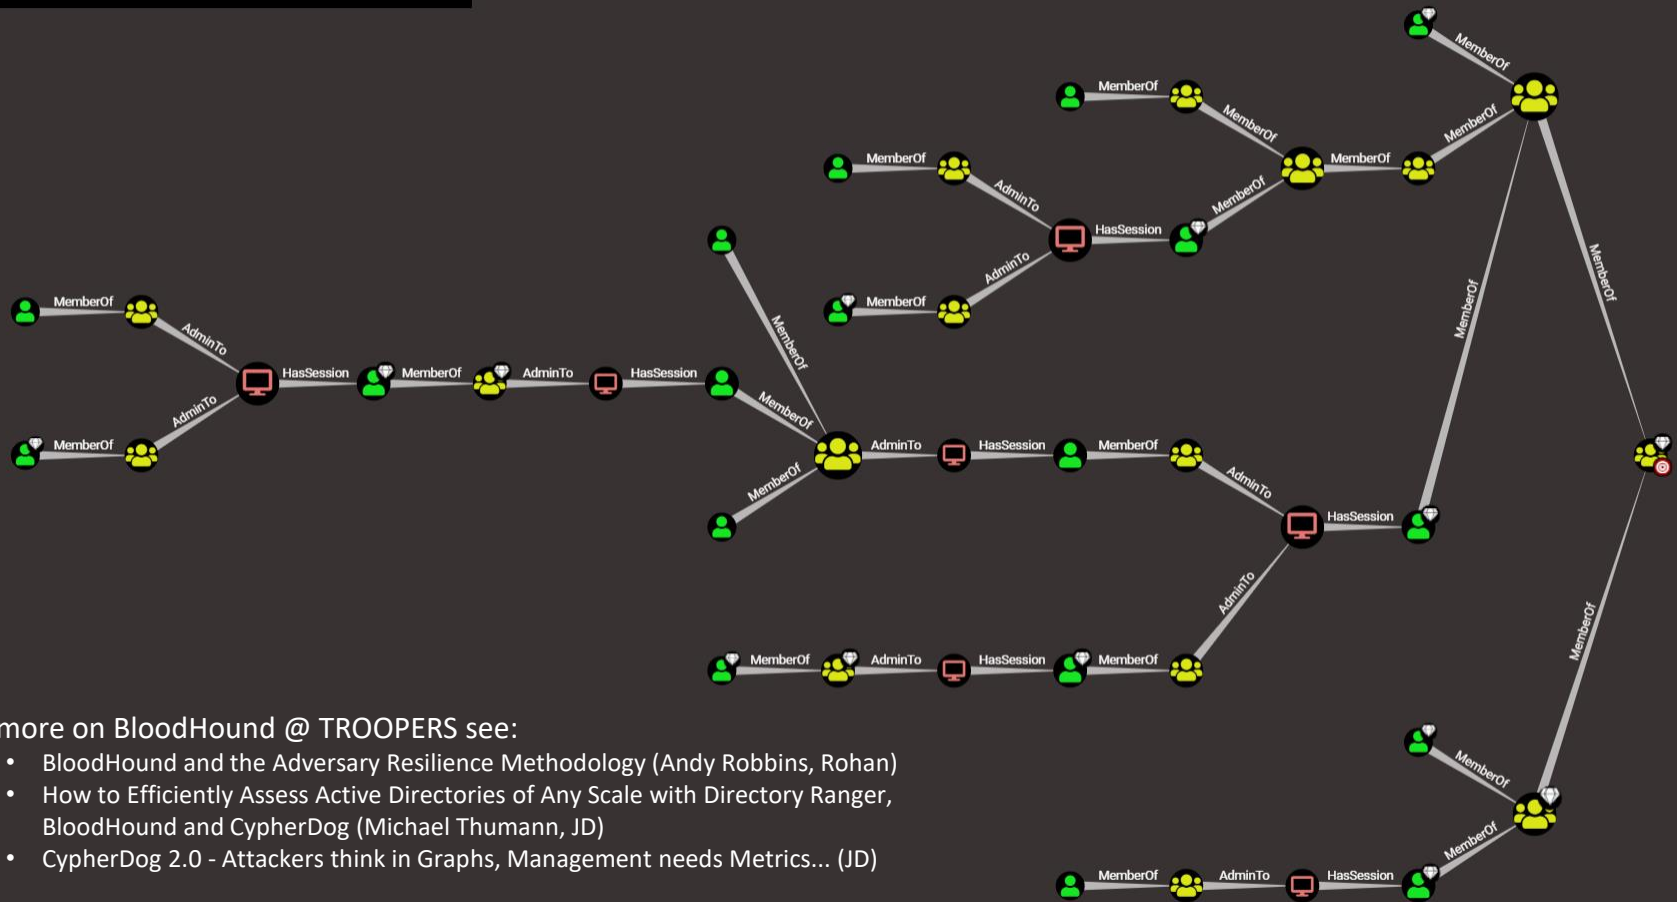 MemberOf
MemberOf
MemberOf
MemberOf
MemberOf
MemberOf
AdminTo
MemberOf
HasSession
AdminTo
MemberOf
MemberOf
MemberOf
MemberOf
AdminTo
MemberOf
HasSession
MemberOf
AdminTo
HasSession
AdminTo
MemberOf
MemberOf
AdminTo
HasSession
MemberOf
MemberOf
AdminTo
HasSession
AdminTo
MemberOf
MemberOf
AdminTo
HasSession
MemberOf
more on BloodHound @ TROOPERS see:
• BloodHound and the Adversary Resilience Methodology (Andy Robbins, Rohan)
• How to Efficiently Assess Active Directories of Any Scale with Directory Ranger,
BloodHound and CypherDog (Michael Thumann, JD)
• CypherDog 2.0 - Attackers think in Graphs, Management needs Metrics... (JD)
MemberOf
MemberOf
MemberOf
AdminTo
HasSession